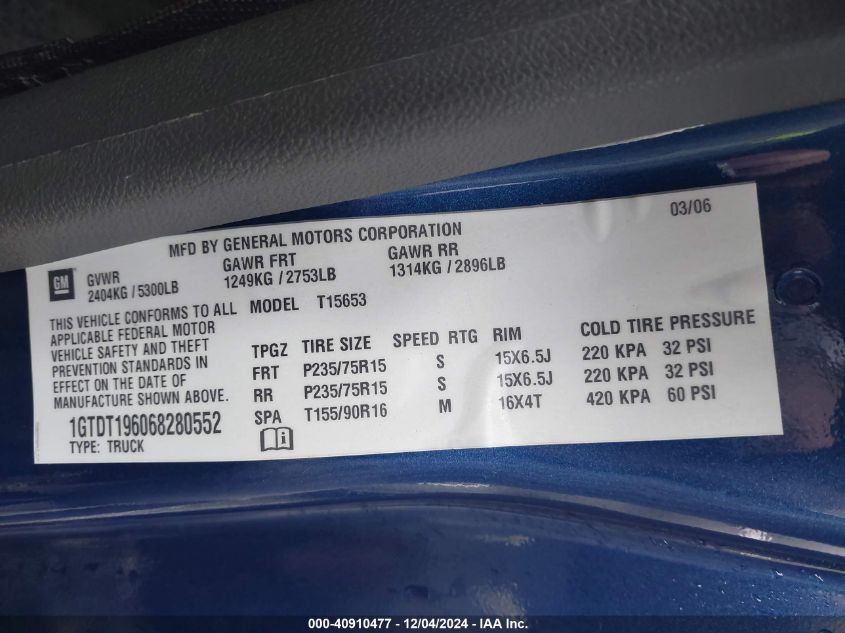 03/06
MFD BY GENERAL MOTORS CORPORATION
GM
GVWR GAWR FRT GAWR RR
2404KG / 5300LB 1249KG / 2753LB 1314KG / 2896LB
THIS VEHICLE CONFORMS TO ALL
APPLICABLE FEDERAL MOTOR
VEHICLE SAFETY AND THEFT
PREVENTION STANDARDS IN
EFFECT ON THE DATE OF
MANUFACTURE SHOWN ABOVE.
MODEL T15653
TPGZ TIRE SIZE SPEED RTG RIM COLD TIRE PRESSURE
FRT P235/75R15 S 15X6.5J 220 KPA 32 PSI
RR P235/75R15 S 15X6.5J 220 KPA 32 PSI
SPA T155/90R16 M 16X4T 420 KPA 60 PSI
1GTDT196068280552
TYPE: TRUCK
000-40910477 - 12/04/2024 - IAA Inc.